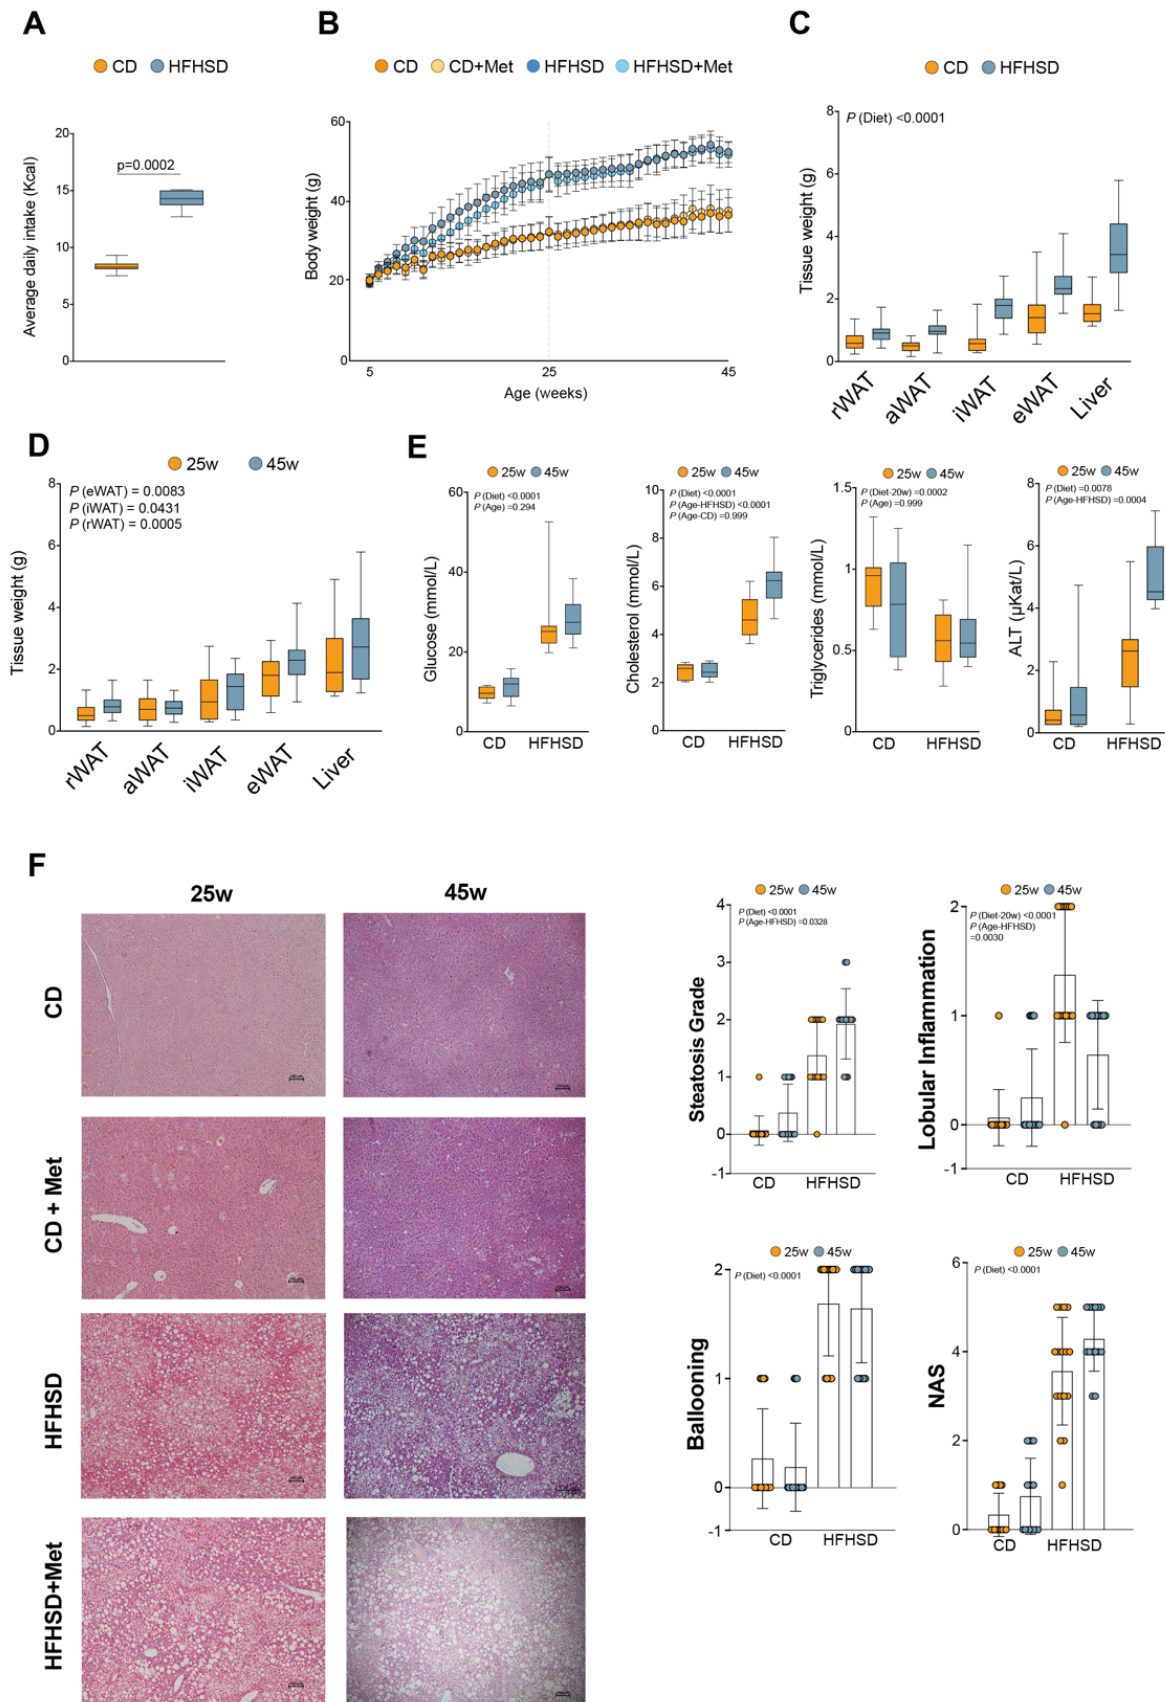 A
CD HFHSD
Average daily intake (Kcal)
20
15
10
5
0
p=0.0002
B
CD CD+Met HFHSD HFHSD+Met
Body weight (g)
60
40
20
0
5 25 45
Age (weeks)
C
CD HFHSD
P (Diet) <0.0001
Tissue weight (g)
8
6
4
2
0
rWAT aWAT iWAT eWAT Liver
D
25w 45w
P (eWAT) = 0.0083
P (iWAT) = 0.0431
P (rWAT) = 0.0005
Tissue weight (g)
8
6
4
2
0
rWAT aWAT iWAT eWAT Liver
E
25w 45w
P (Diet) <0.0001
P (Age) =0.294
Glucose (mmol/L)
60
40
20
0
CD HFHSD
25w 45w
P (Diet) <0.0001
P (Age-HFHSD) <0.0001
P (Age-CD) =0.999
Cholesterol (mmol/L)
10
8
6
4
2
0
CD HFHSD
25w 45w
P (Diet-20w) =0.0002
P (Age) =0.999
Triglycerides (mmol/L)
1.5
1
0.5
0
CD HFHSD
25w 45w
P (Diet) =0.0078
P (Age-HFHSD) =0.0004
ALT (µKat/L)
8
6
4
2
0
CD HFHSD
F
25w 45w
CD
CD + Met
HFHSD
HFHSD+Met
25w 45w
P (Diet) <0.0001
P (Age-HFHSD) =0.0328
Steatosis Grade
4
3
2
1
0
-1
CD HFHSD
25w 45w
P (Diet-20w) <0.0001
P (Age-HFHSD)
=0.0030
Lobular Inflammation
2
1
0
-1
CD HFHSD
25w 45w
P (Diet) <0.0001
Ballooning
2
1
0
-1
CD HFHSD
25w 45w
P (Diet) <0.0001
NAS
6
4
2
0
CD HFHSD